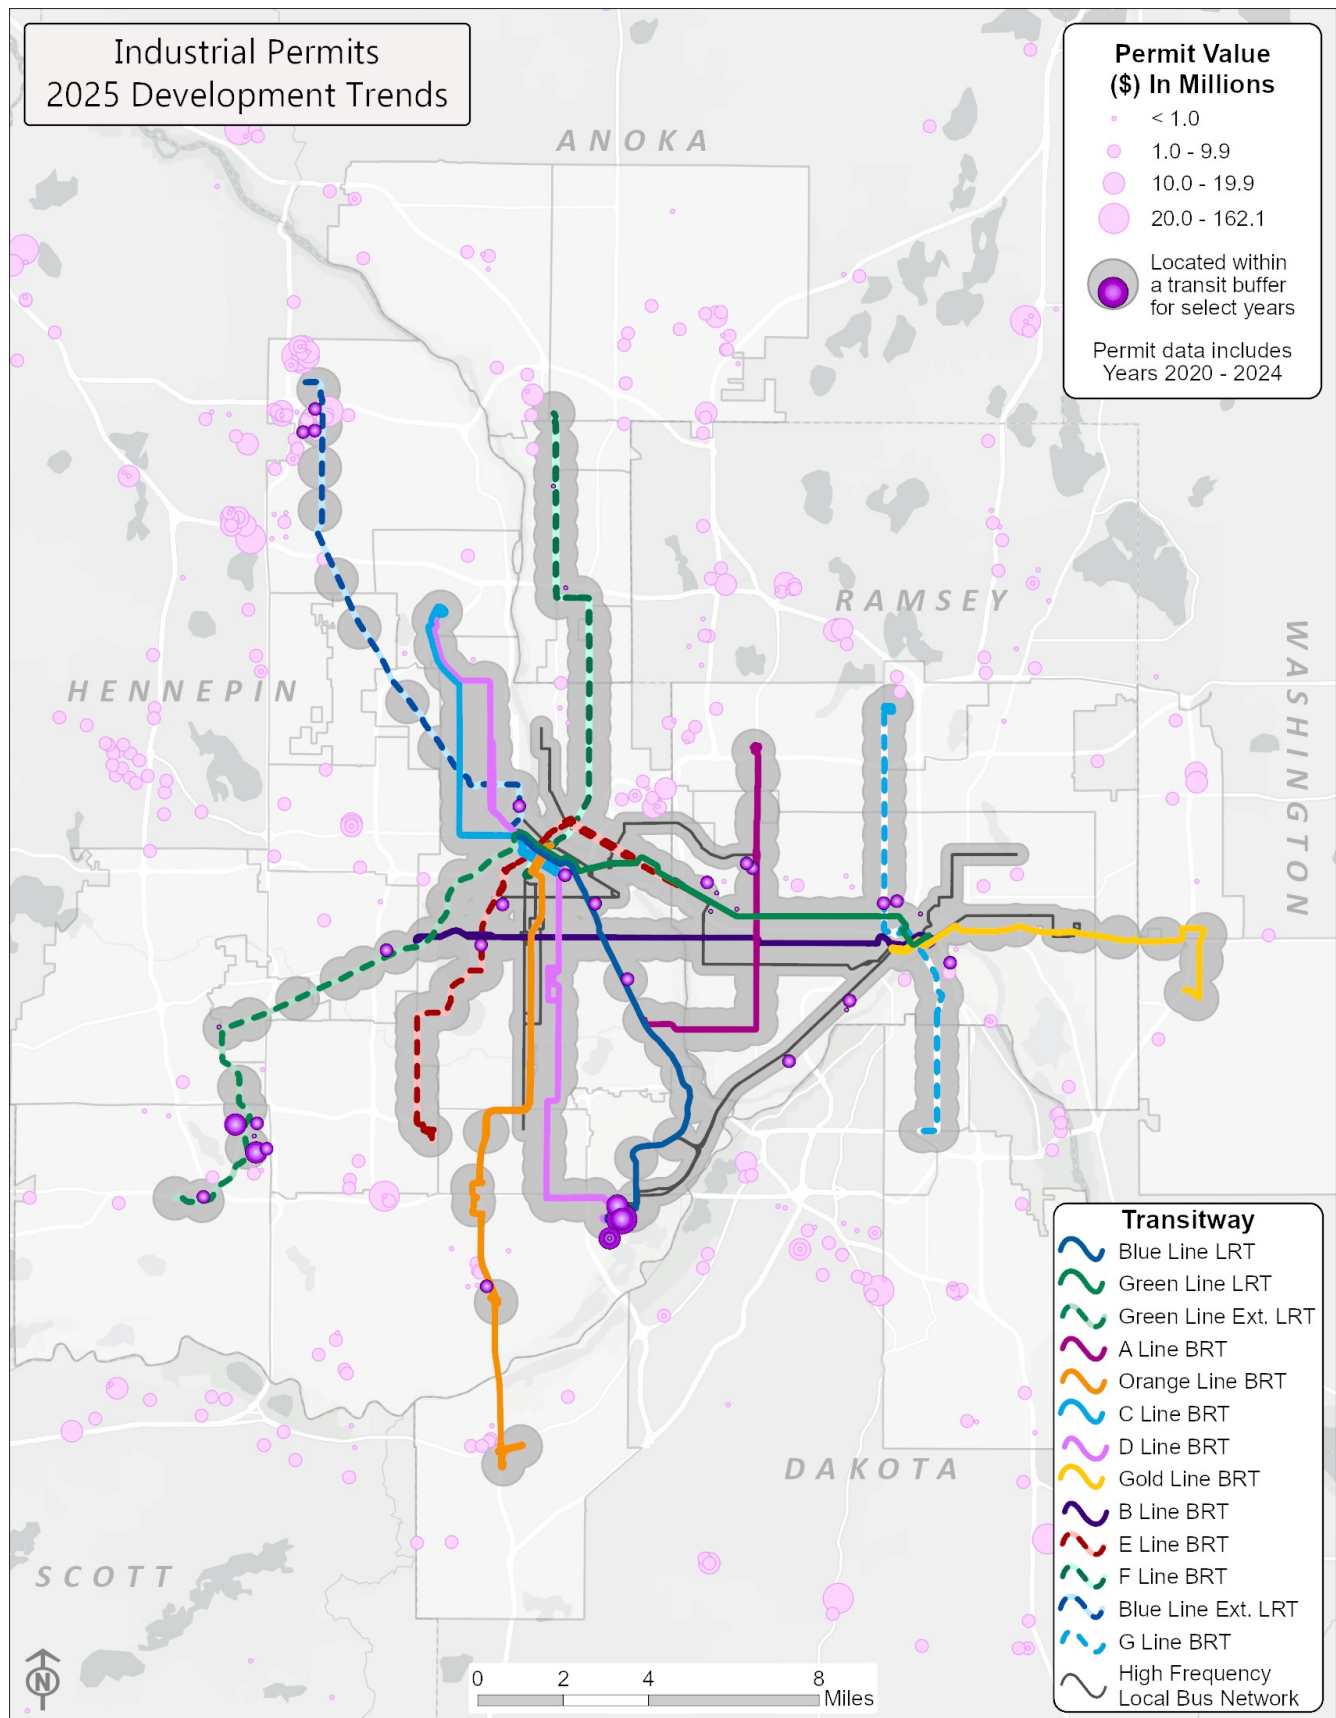 Industrial Permits
2025 Development Trends
Permit Value
($) In Millions
< 1.0
1.0 - 9.9
10.0 - 19.9
20.0 - 162.1
Located within
a transit buffer
for select years
Permit data includes
Years 2020 - 2024
ANOKA
RAMSEY
WASHINGTON
HENNEPIN
DAKOTA
SCOTT
Transitway
Blue Line LRT
Green Line LRT
Green Line Ext. LRT
A Line BRT
Orange Line BRT
C Line BRT
D Line BRT
Gold Line BRT
B Line BRT
E Line BRT
F Line BRT
Blue Line Ext. LRT
G Line BRT
High Frequency
Local Bus Network
N
0 2 4 8
Miles